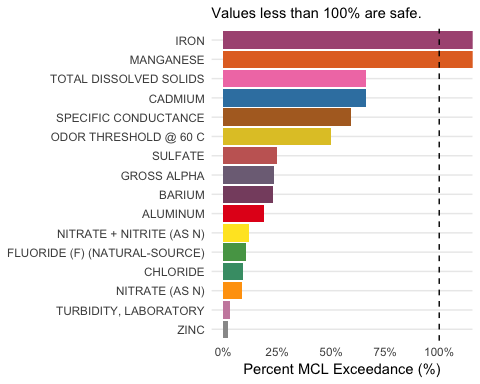 Values less than 100% are safe.
IRON
MANGANESE
TOTAL DISSOLVED SOLIDS
CADMIUM
SPECIFIC CONDUCTANCE
ODOR THRESHOLD @ 60 C
SULFATE
GROSS ALPHA
BARIUM
ALUMINUM
NITRATE + NITRITE (AS N)
FLUORIDE (F) (NATURAL-SOURCE)
CHLORIDE
NITRATE (AS N)
TURBIDITY, LABORATORY
ZINC
0% 25% 50% 75% 100%
Percent MCL Exceedance (%)